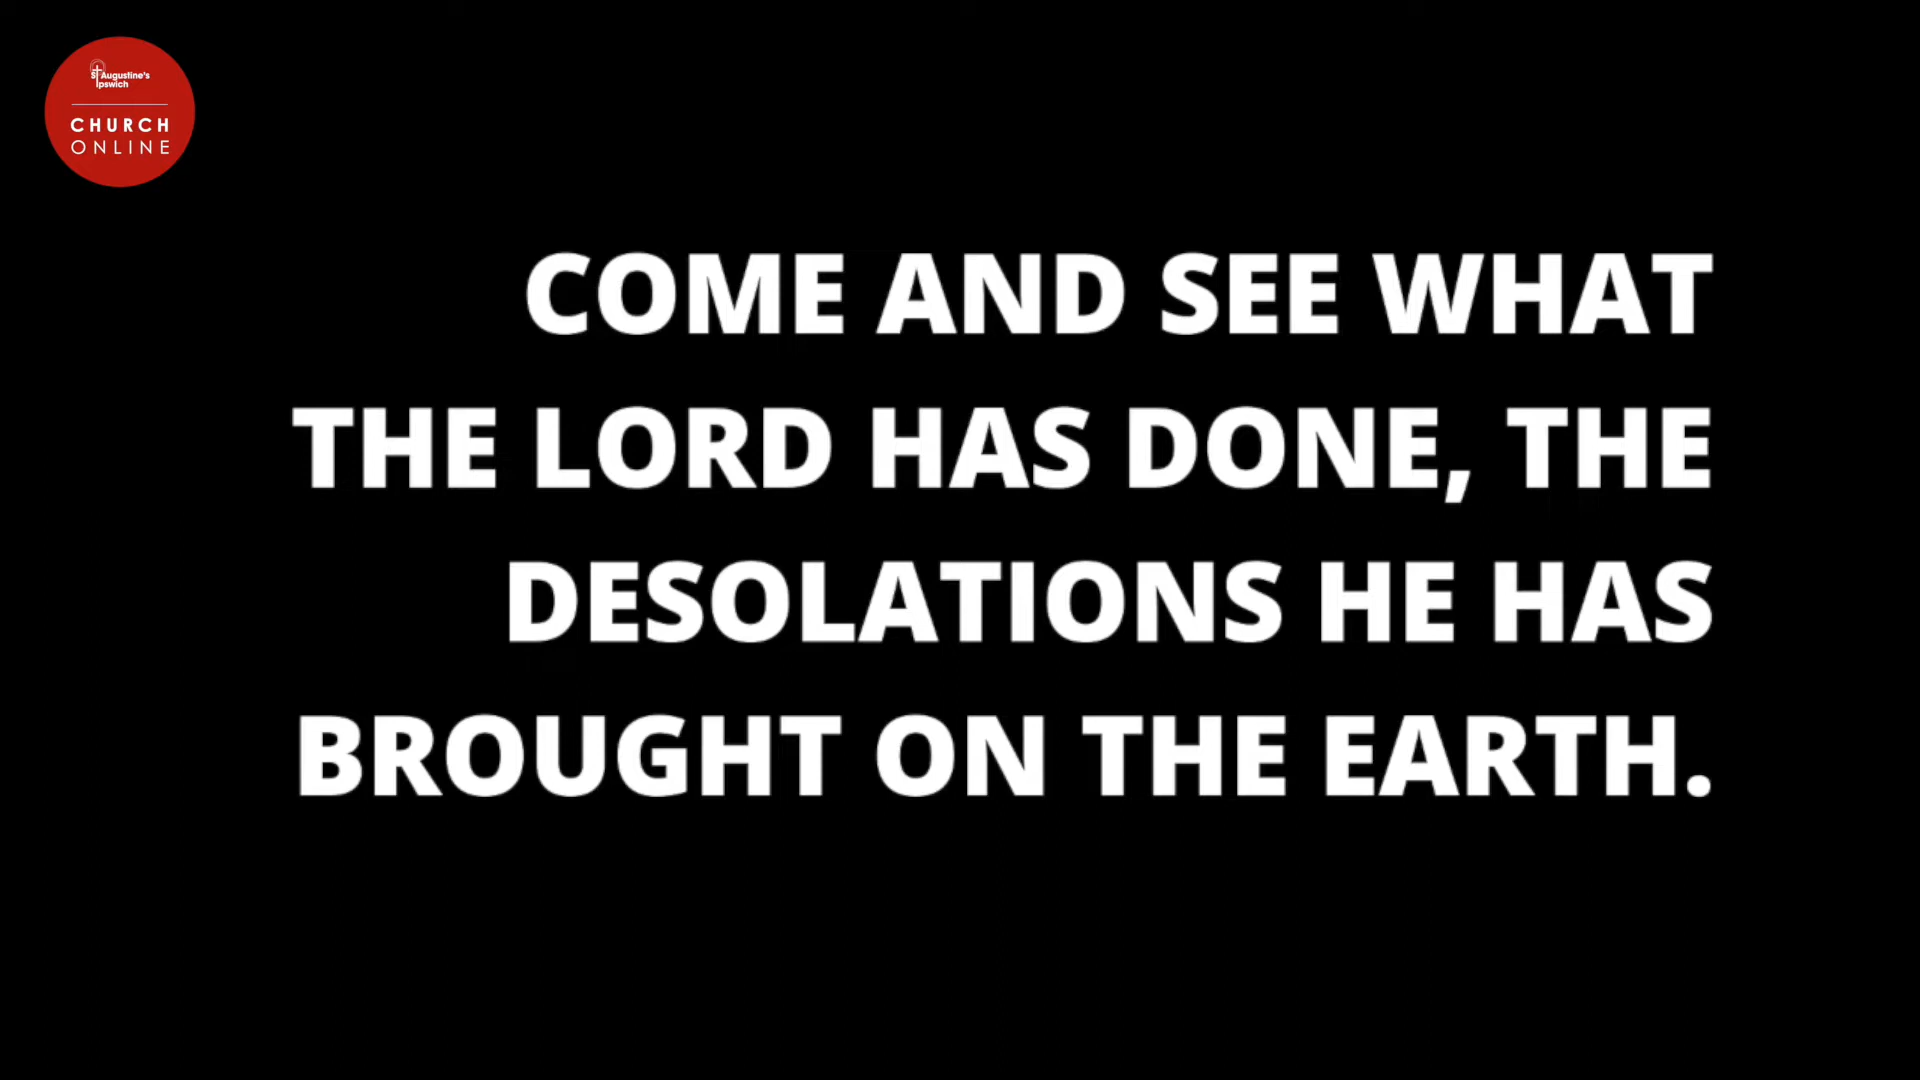 St Augustine's
Ipswich
CHURCH
ONLINE
COME AND SEE WHAT
THE LORD HAS DONE, THE
DESOLATIONS HE HAS
BROUGHT ON THE EARTH.